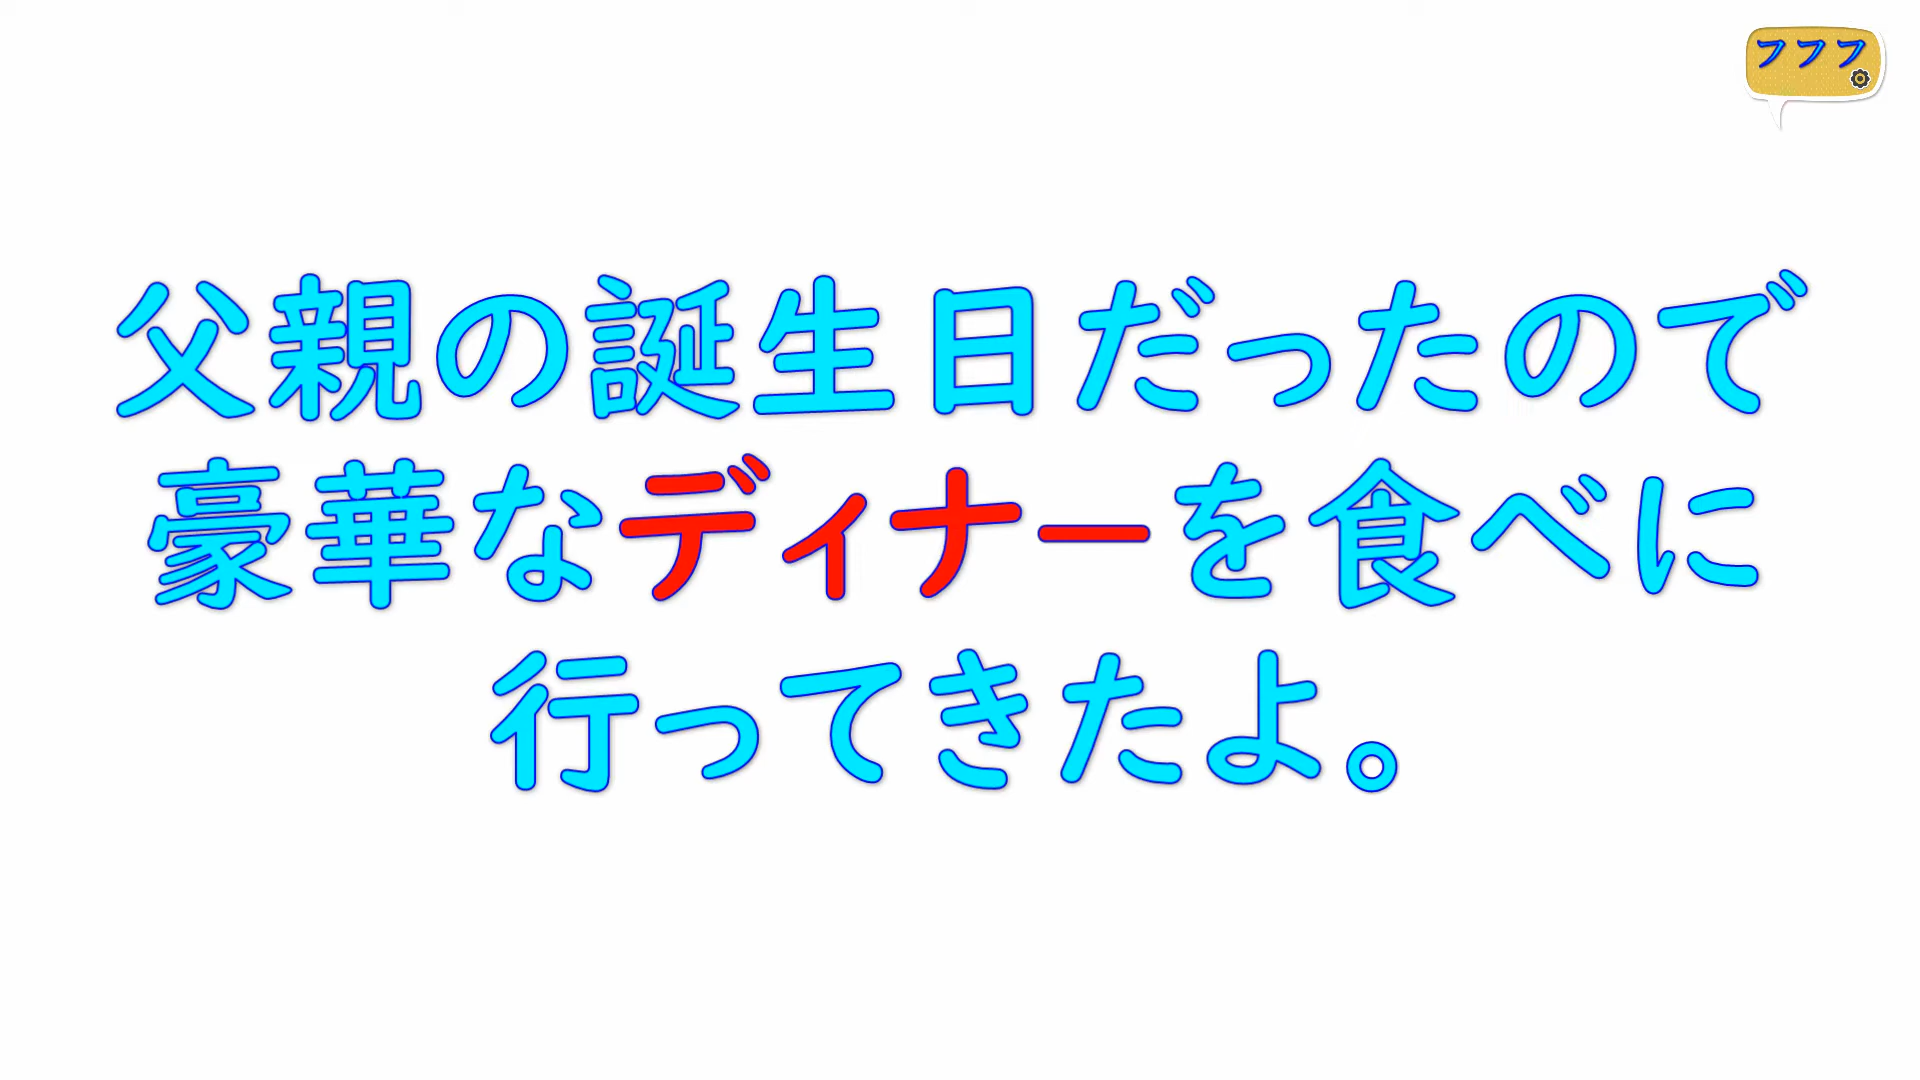 フフフ
父親の誕生日だったので
豪華なディナーを食べに
行ってきたよ。